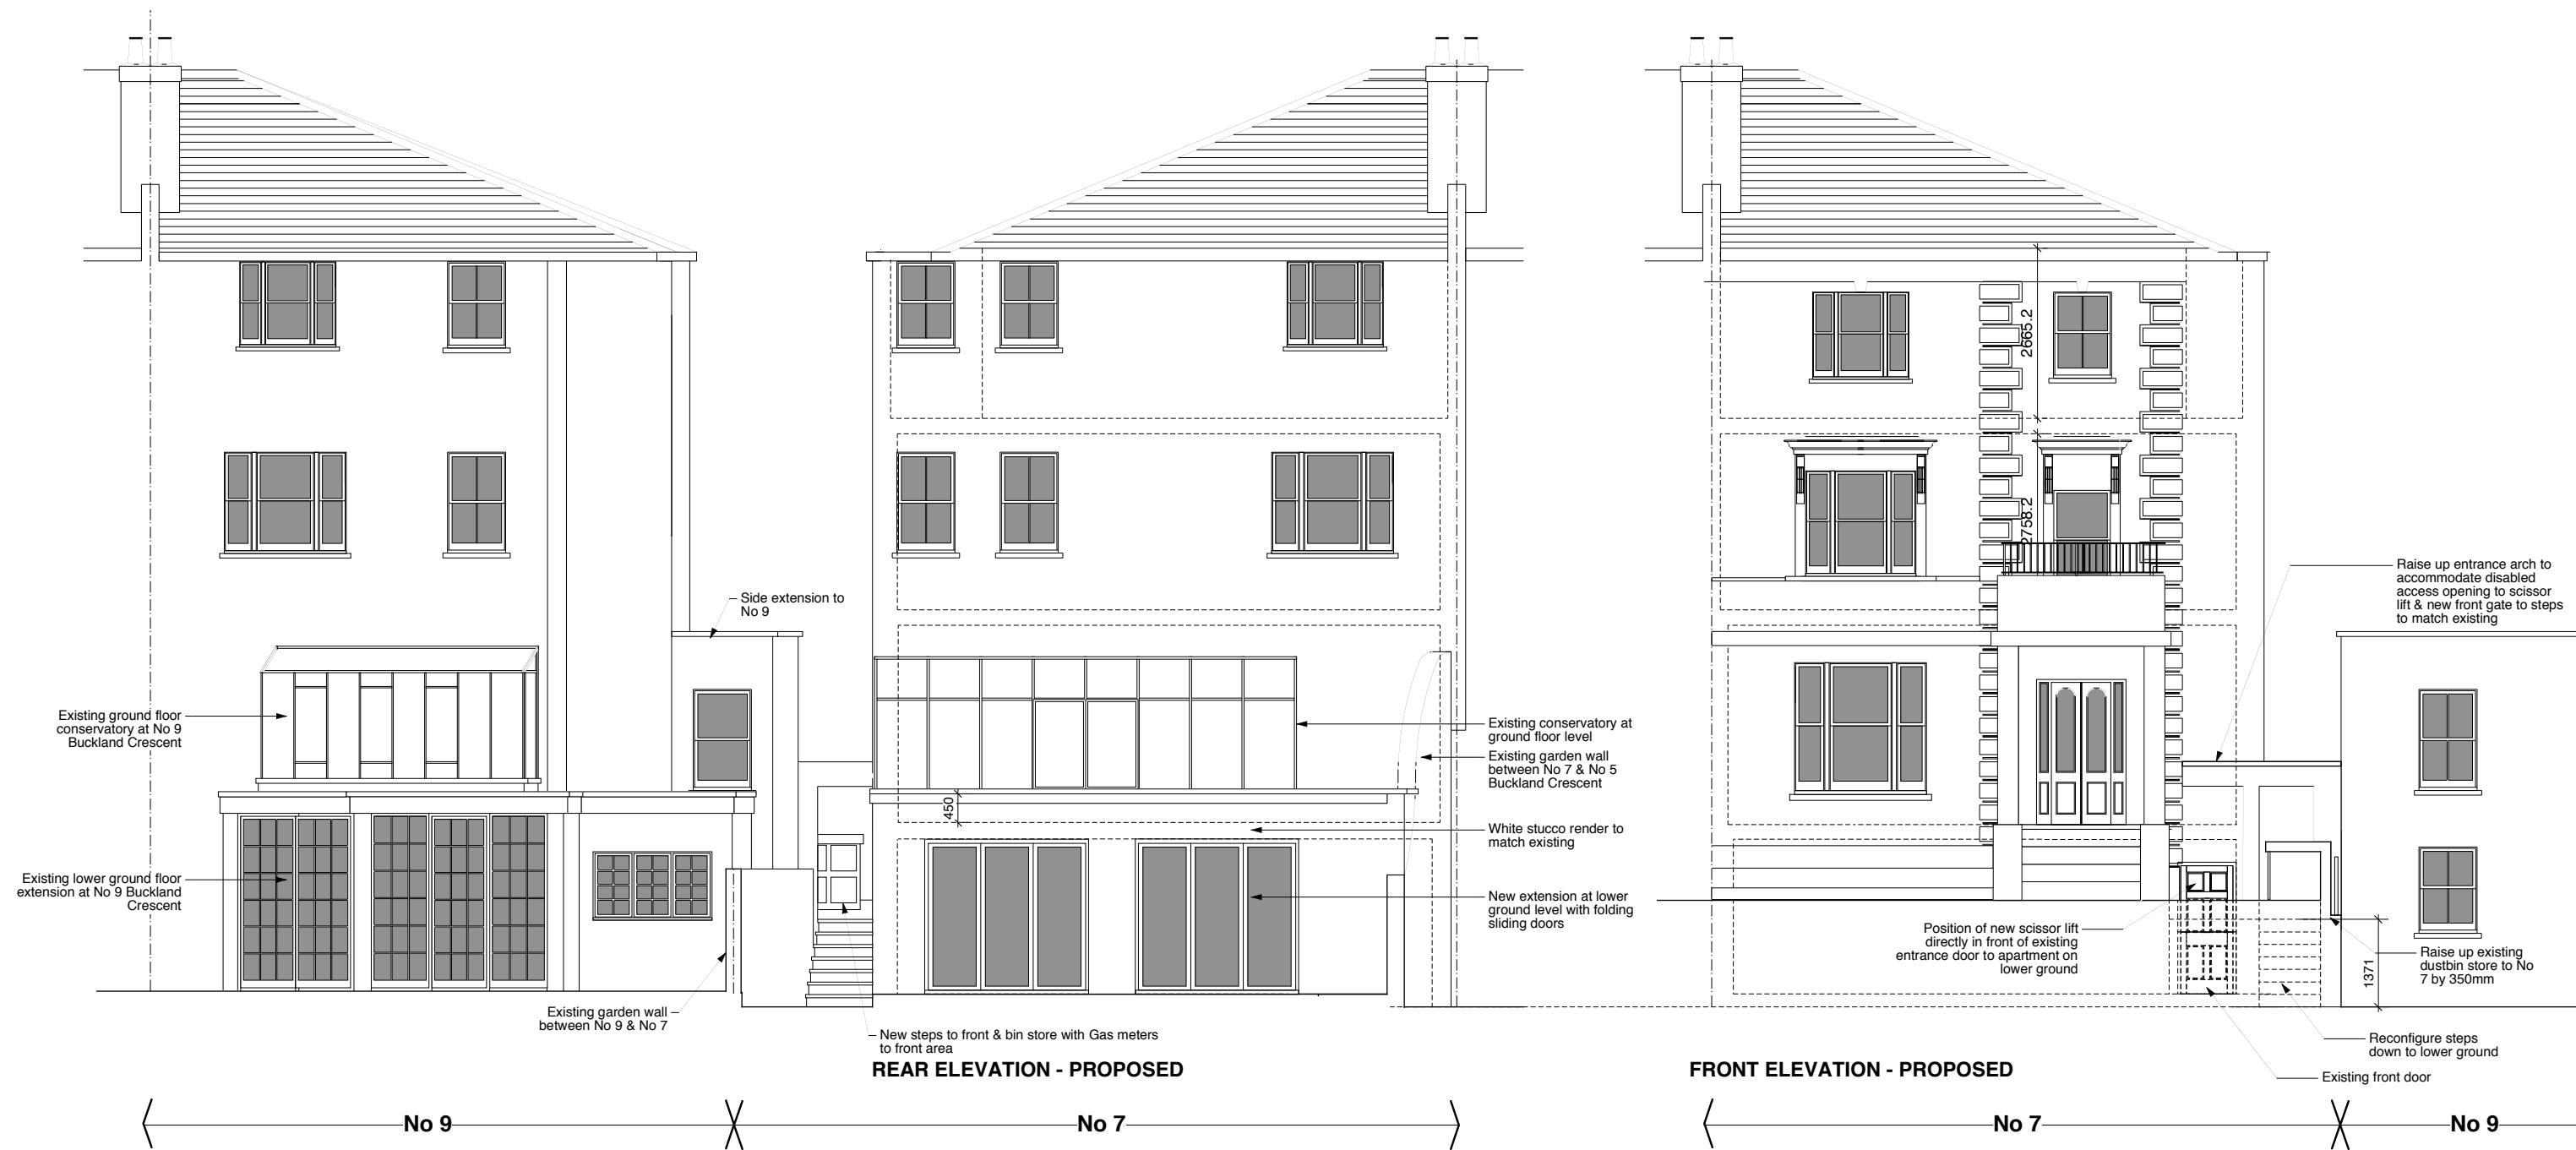 Side extension to
No 9
Existing ground floor
conservatory at No 9
Buckland Crescent
Existing lower ground floor
extension at No 9 Buckland
Crescent
Existing garden wall
between No 9 & No 7
New steps to front & bin store with Gas meters
to front area
450
Existing conservatory at
ground floor level
Existing garden wall
between No 7 & No 5
Buckland Crescent
White stucco render to
match existing
New extension at lower
ground level with folding
sliding doors
REAR ELEVATION - PROPOSED
2665.2
2758.2
Raise up entrance arch to
accommodate disabled
access opening to scissor
lift & new front gate to steps
to match existing
Position of new scissor lift
directly in front of existing
entrance door to apartment on
lower ground
1371
Raise up existing
dustbin store to No
7 by 350mm
Reconfigure steps
down to lower ground
Existing front door
FRONT ELEVATION - PROPOSED
No 9
No 7
No 7
No 9